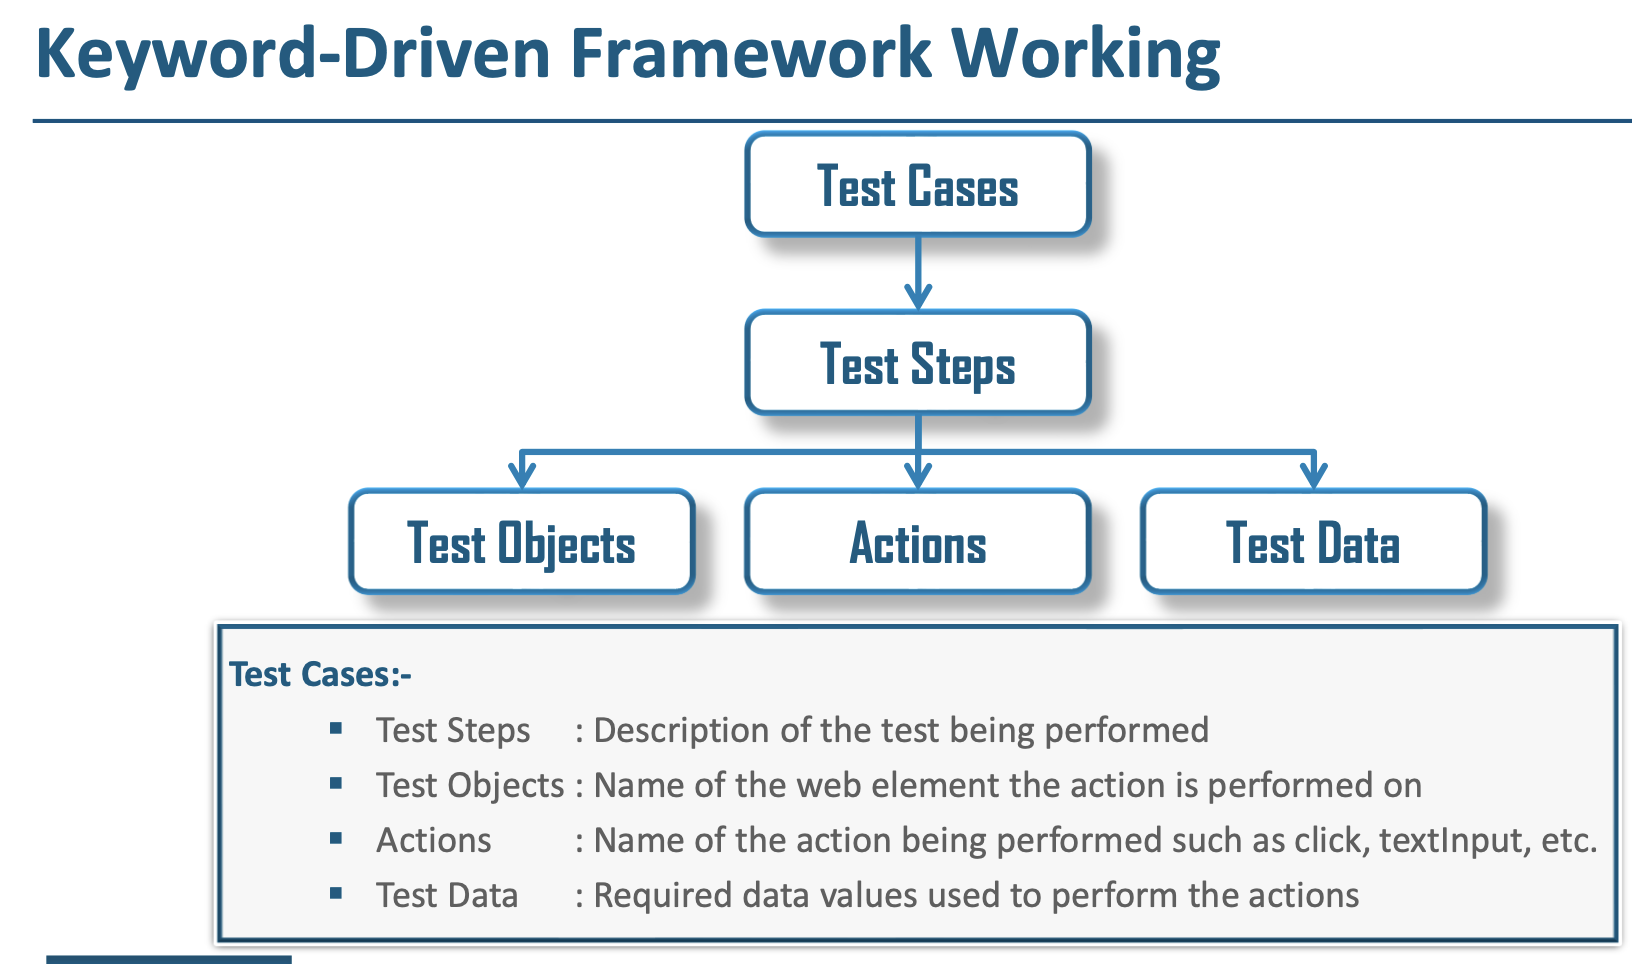 Keyword-Driven Framework Working
Test Cases
Test Steps
Test Objects
Actions
Test Data
Test Cases:-
▪ Test Steps : Description of the test being performed
▪ Test Objects : Name of the web element the action is performed on
▪ Actions : Name of the action being performed such as click, textInput, etc.
▪ Test Data : Required data values used to perform the actions